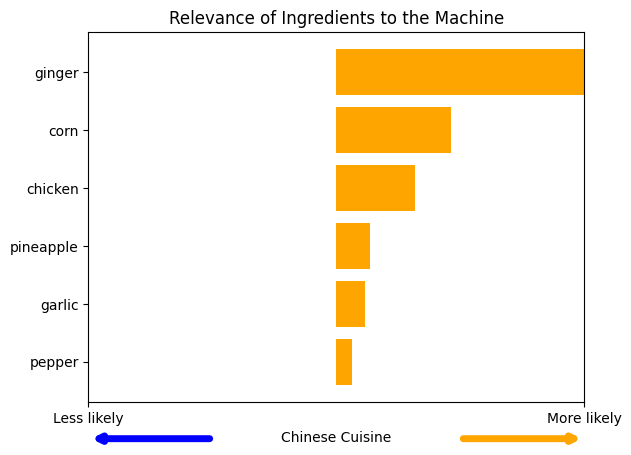 Relevance of Ingredients to the Machine
ginger
corn
chicken
pineapple
garlic
pepper
Less likely
More likely
Chinese Cuisine